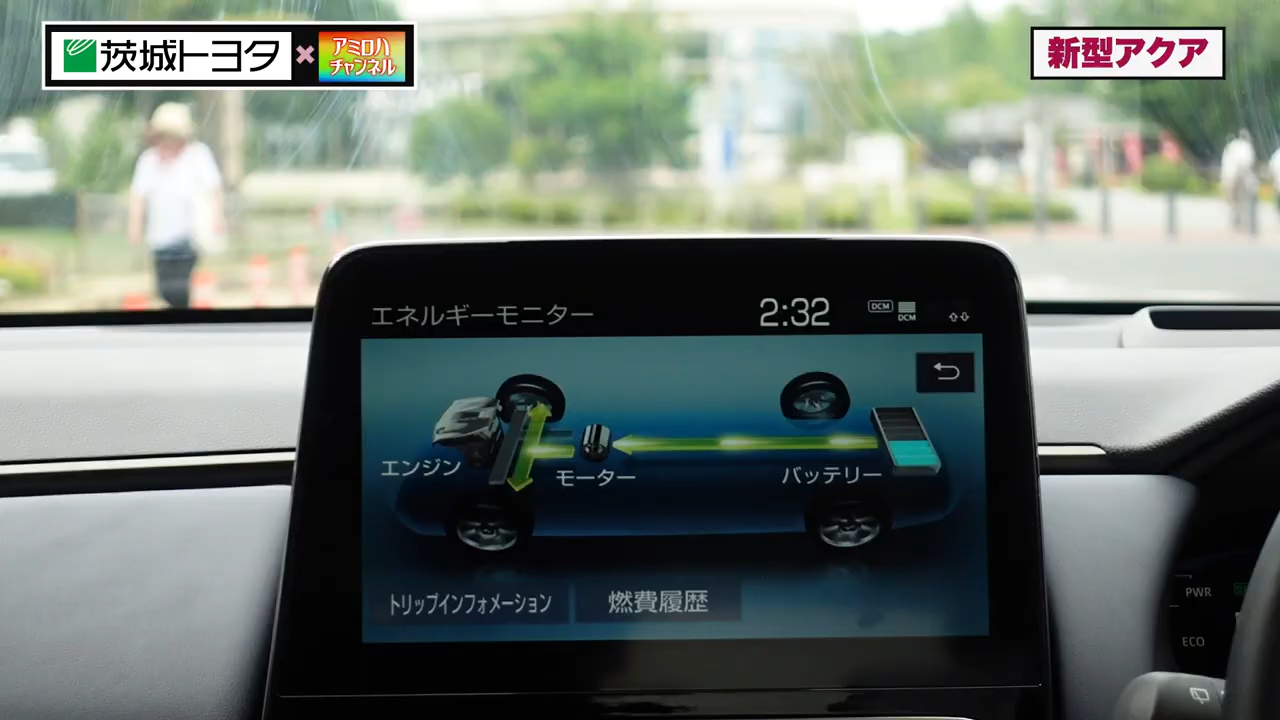 茨城トヨタ
×
アミロハ
チャンネル
新型アクア
エネルギーモニター
2:32
DCM
DCM
エンジン
モーター
バッテリー
トリップインフォメーション
燃費履歴
PWR
ECO